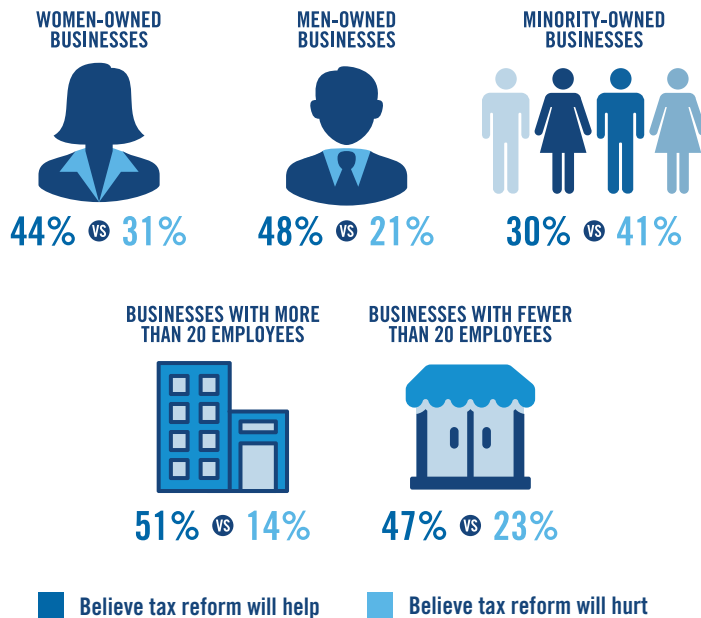 WOMEN-OWNED
BUSINESSES
44% VS 31%
MEN-OWNED
BUSINESSES
48% VS 21%
MINORITY-OWNED
BUSINESSES
30% VS 41%
BUSINESSES WITH MORE
THAN 20 EMPLOYEES
51% VS 14%
BUSINESSES WITH FEWER
THAN 20 EMPLOYEES
47% VS 23%
Believe tax reform will help
Believe tax reform will hurt